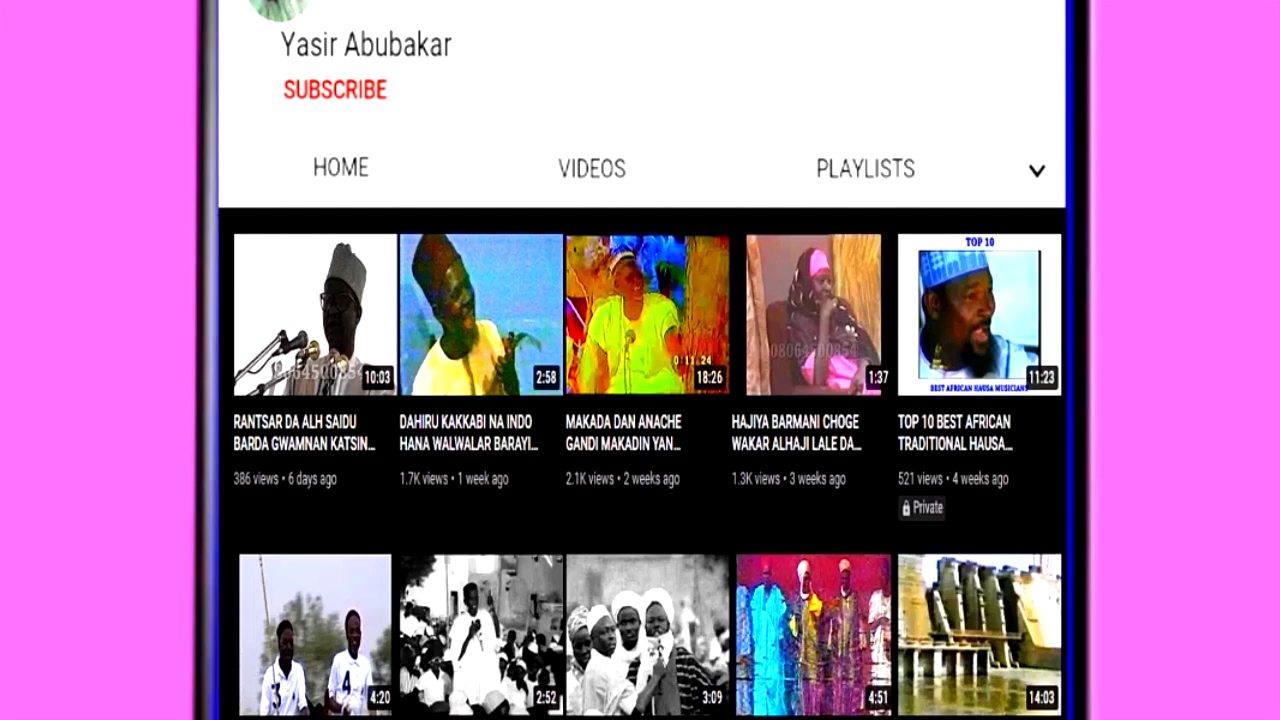 Yasir Abubakar
SUBSCRIBE
HOME VIDEOS PLAYLISTS
TOP 10
08064500854
BEST AFRICAN HAUSA MUSICIANS
0:11.24
10:03 2:58 18:26 1:37 11:23
RANTSAR DA ALH SAIDU
BARDA GWAMNAN KATSIN...
386 views • 6 days ago
DAHIRU KAKKABI NA INDO
HANA WALWALAR BARAYI...
1.7K views • 1 week ago
MAKADA DAN ANACHE
GANDI MAKADIN YAN...
2.1K views • 2 weeks ago
HAJIYA BARMANI CHOGE
WAKAR ALHAJI LALE DA...
1.3K views • 3 weeks ago
TOP 10 BEST AFRICAN
TRADITIONAL HAUSA...
521 views • 4 weeks ago
Private
3 4
4:20 2:52 3:09 4:51 14:03